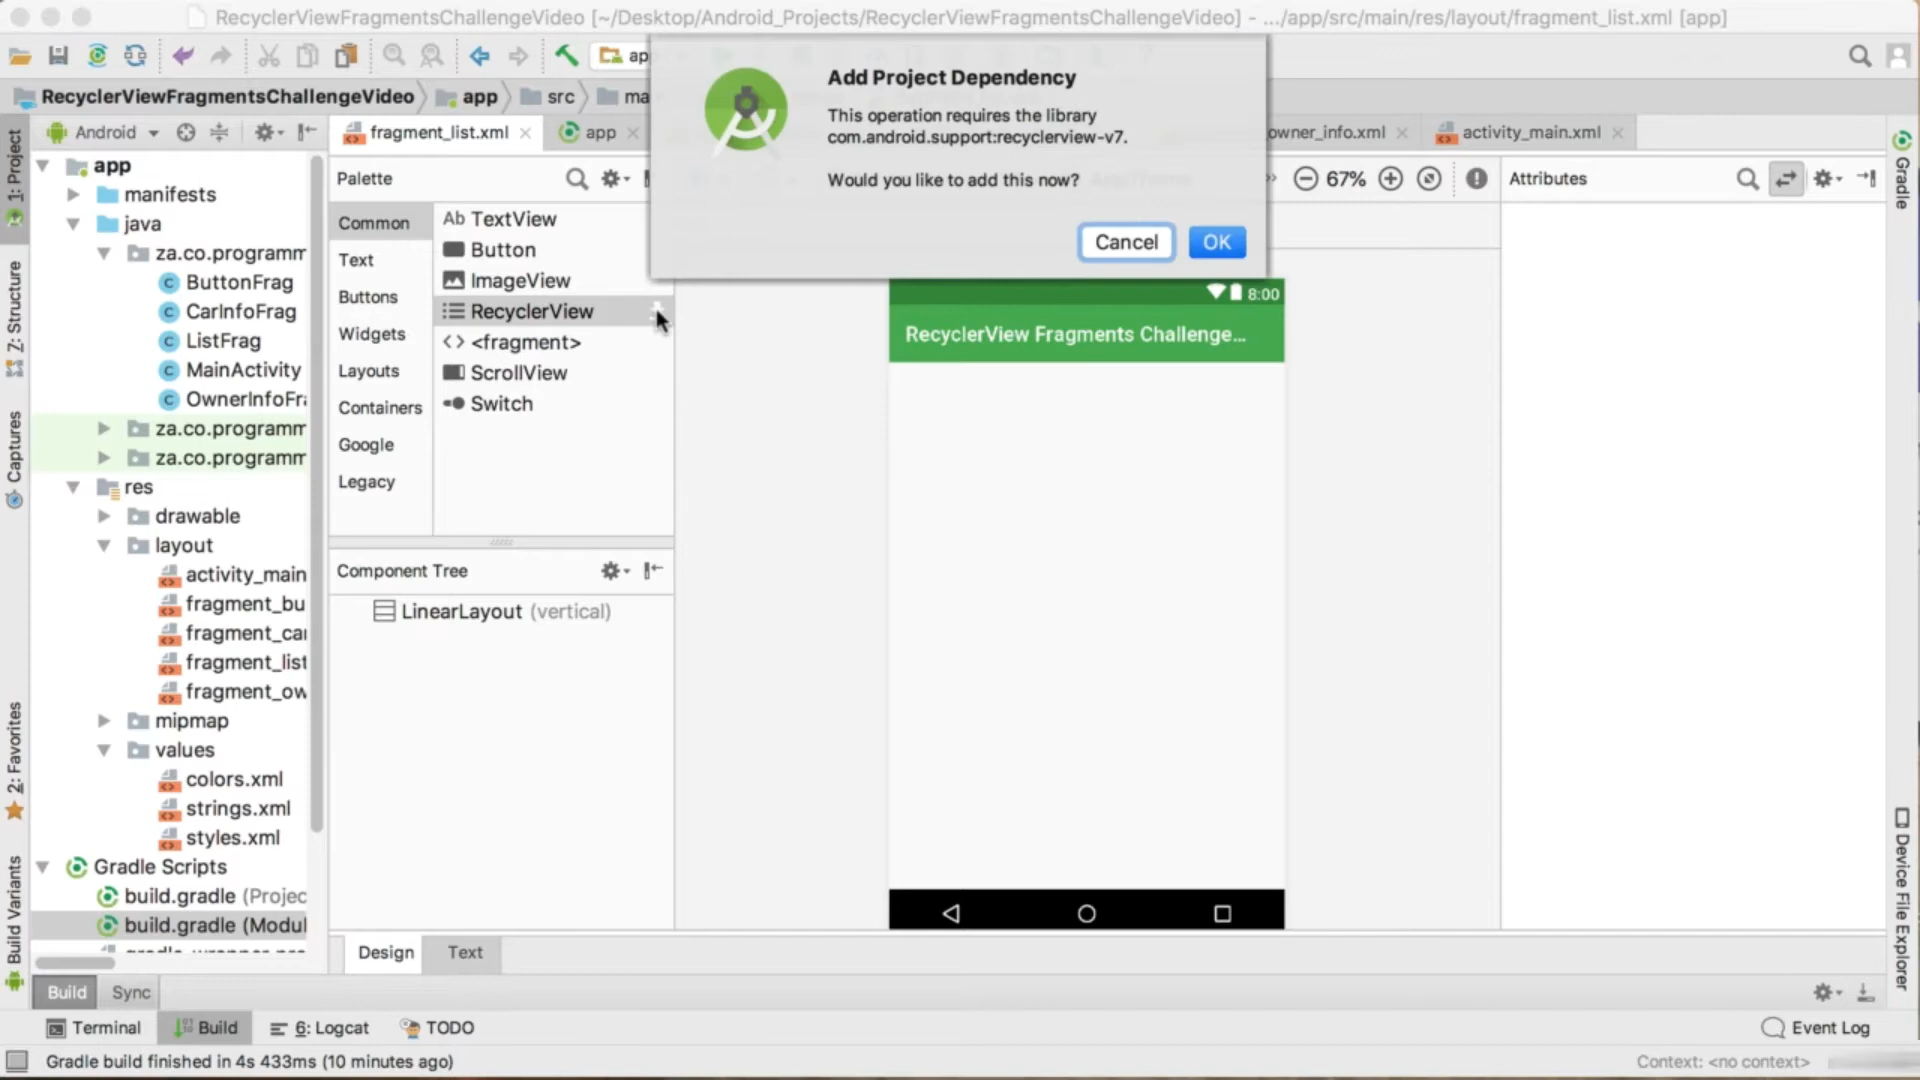 RecyclerViewFragmentsChallengeVideo [~/Desktop/Android_Projects/RecyclerViewFragmentsChallengeVideo] - .../app/src/main/res/layout/fragment_list.xml [app]
ap
Add Project Dependency
This operation requires the library
com.android.support:recyclerview-v7.
Would you like to add this now?
Cancel
OK
RecyclerViewFragmentsChallengeVideo
app
src
ma
Android
fragment_list.xml
app
owner_info.xml
activity_main.xml
1: Project
Z: Structure
Captures
2: Favorites
Build Variants
app
manifests
java
za.co.programm
ButtonFrag
CarInfoFrag
ListFrag
MainActivity
OwnerInfoFra
za.co.programm
za.co.programm
res
drawable
layout
activity_main
fragment_bu
fragment_car
fragment_list
fragment_ow
mipmap
values
colors.xml
strings.xml
styles.xml
Gradle Scripts
build.gradle (Projec
build.gradle (Modul
Palette
Common
Text
Buttons
Widgets
Layouts
Containers
Google
Legacy
Ab TextView
Button
ImageView
RecyclerView
<fragment>
ScrollView
Switch
Component Tree
LinearLayout (vertical)
67%
Attributes
8:00
RecyclerView Fragments Challenge...
Gradle
Device File Explorer
Design
Text
Build
Sync
Terminal
Build
6: Logcat
TODO
Event Log
Gradle build finished in 4s 433ms (10 minutes ago)
Context: <no context>